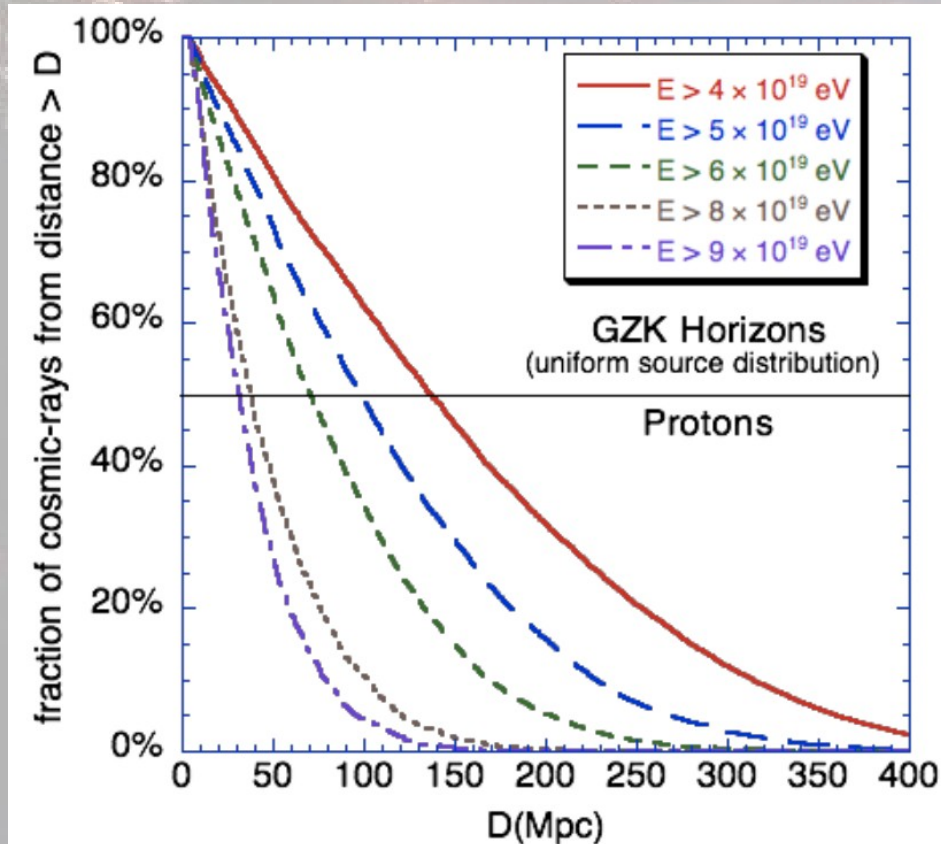 100%
80%
60%
40%
20%
0%
fraction of cosmic-rays from distance > D
E > 4 × 10¹⁹ eV
E > 5 × 10¹⁹ eV
E > 6 × 10¹⁹ eV
E > 8 × 10¹⁹ eV
E > 9 × 10¹⁹ eV
GZK Horizons
(uniform source distribution)
Protons
0 50 100 150 200 250 300 350 400
D(Mpc)